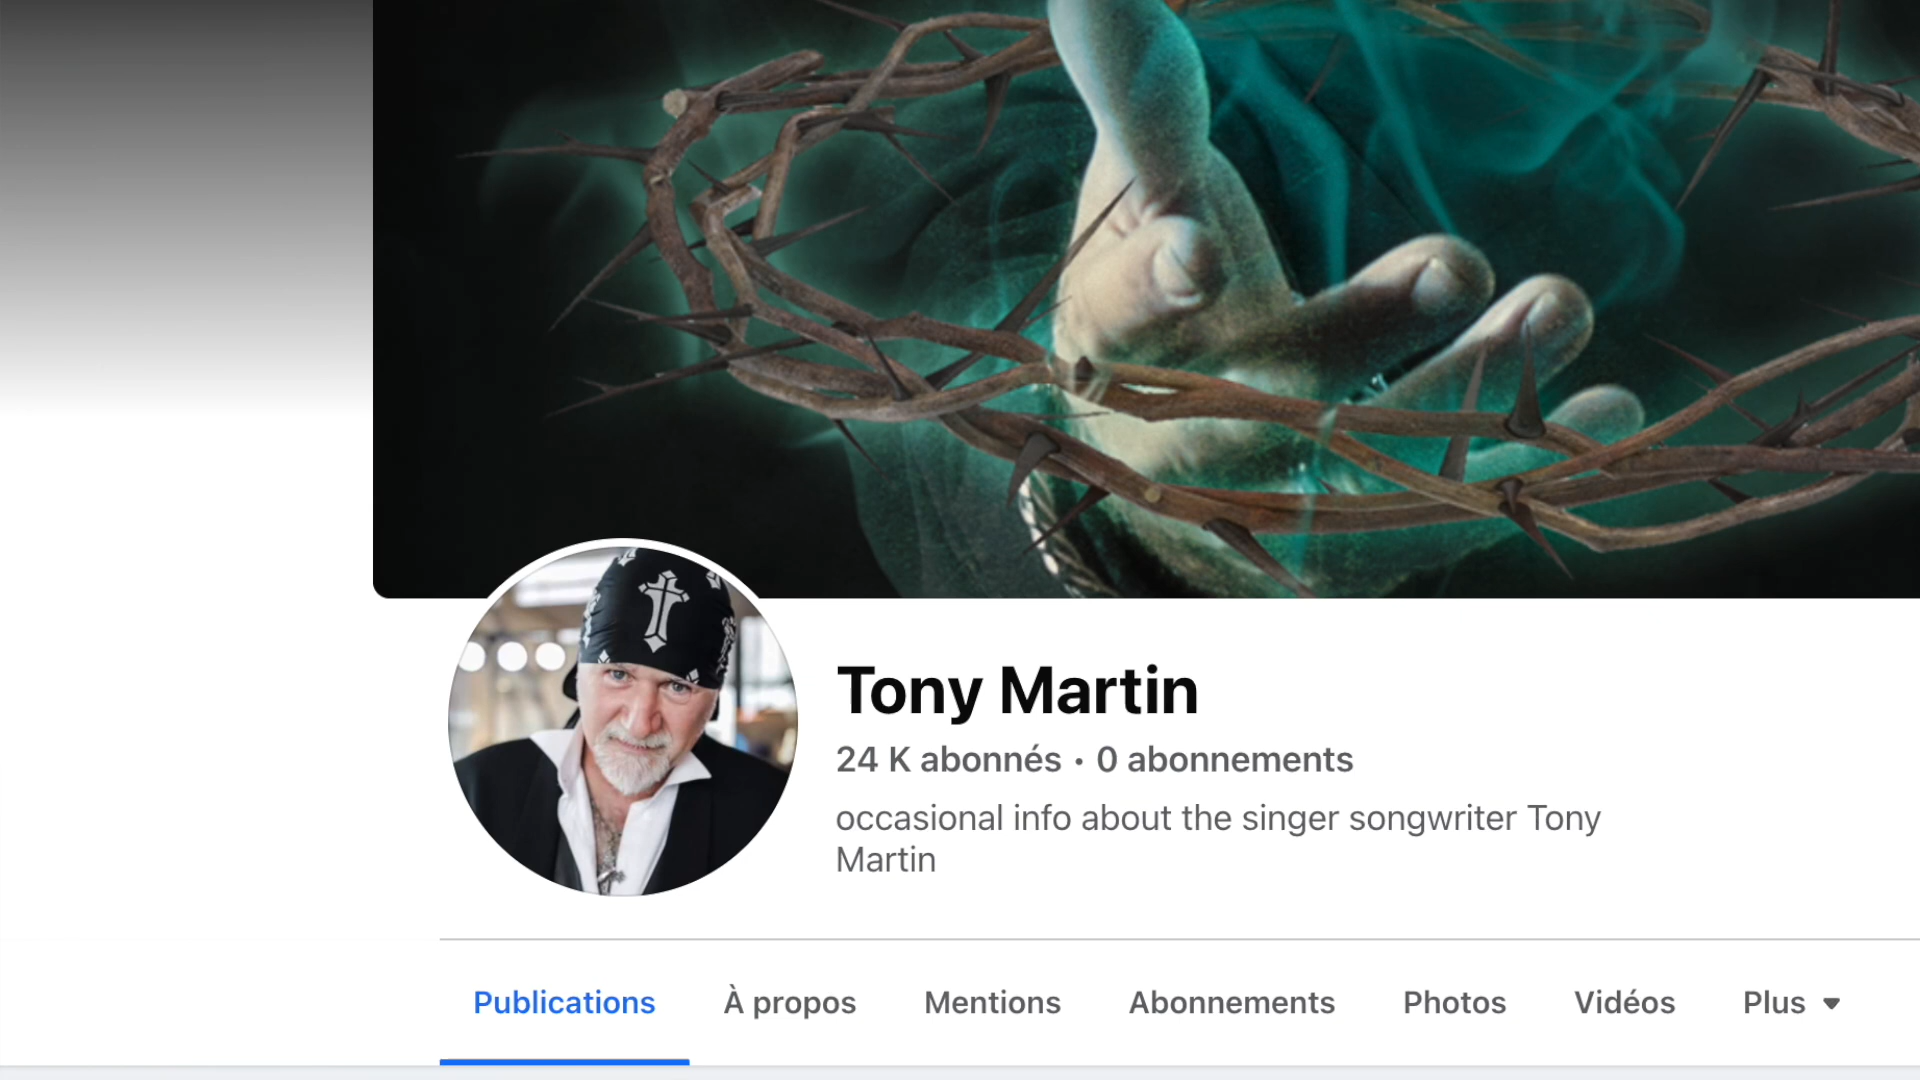 Tony Martin
24 K abonnés • 0 abonnements
occasional info about the singer songwriter Tony
Martin
Publications À propos Mentions Abonnements Photos Vidéos Plus